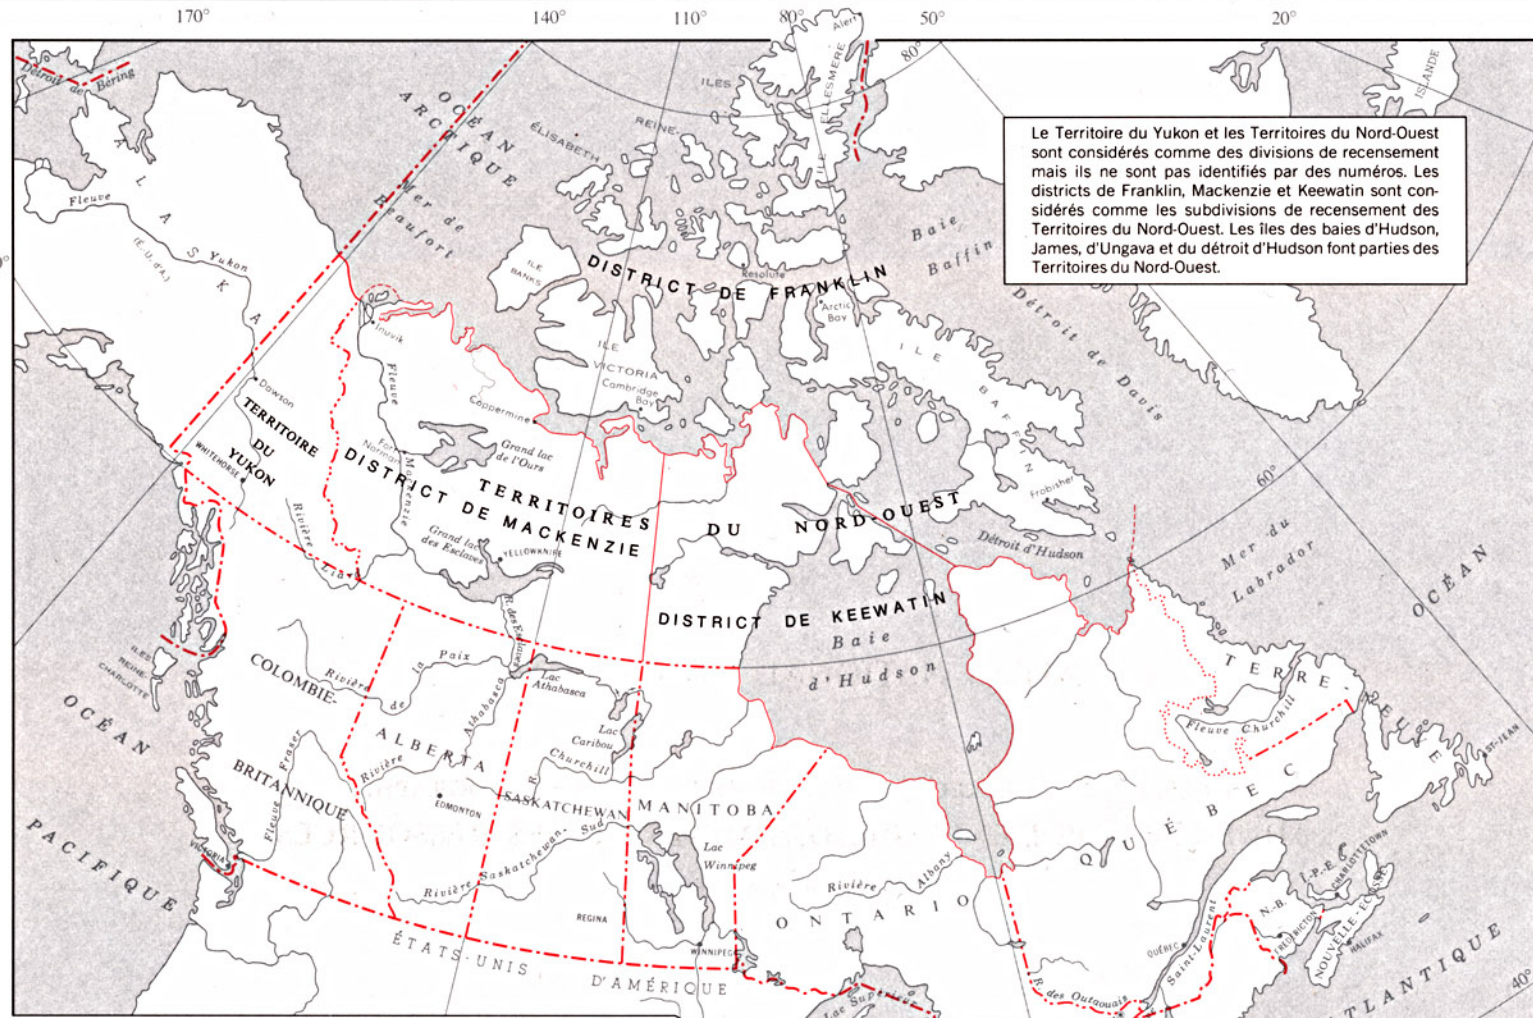 170°
140°
110°
80°
50°
20°
Détroit de Béring
OCÉAN
ARCTIQUE
ÉLISABETH
REINE-
ILES
Alert
ILE ELLESMERE
80°
ISLANDE
Le Territoire du Yukon et les Territoires du Nord-Ouest
sont considérés comme des divisions de recensement
mais ils ne sont pas identifiés par des numéros. Les
districts de Franklin, Mackenzie et Keewatin sont con-
sidérés comme les subdivisions de recensement des
Territoires du Nord-Ouest. Les îles des baies d'Hudson,
James, d'Ungava et du détroit d'Hudson font parties des
Territoires du Nord-Ouest.
ALASKA
(É.-U. d'A.)
Fleuve
Yukon
Mer de
Beaufort
ILE
BANKS
DISTRICT DE FRANKLIN
Resolute
Arctic
Bay
Baie
Baffin
Détroit de Davis
Inuvik
ILE
VICTORIA
Cambridge
Bay
ILE BAFFIN
Fleuve
Mackenzie
Coppermine
Dawson
TERRITOIRE
DU
YUKON
WHITEHORSE
Fort
Norman
Grand lac
de l'Ours
DISTRICT DE MACKENZIE
TERRITOIRES DU NORD-OUEST
Frobisher
60°
Rivière
Liard
Grand lac
des Esclaves
YELLOWKNIFE
Détroit d'Hudson
Mer du
Labrador
OCÉAN
DISTRICT DE KEEWATIN
Baie
d'Hudson
R. des Esclaves
ILES
REINE-
CHARLOTTE
COLOMBIE-
BRITANNIQUE
Rivière de la Paix
Lac
Athabasca
Rivière Athabasca
TERRE-NEUVE
Fleuve Churchill
ST-JEAN
OCÉAN
PACIFIQUE
Fleuve Fraser
ALBERTA
Lac
Caribou
R. Churchill
EDMONTON
SASKATCHEWAN
MANITOBA
QUÉBEC
VICTORIA
Rivière Saskatchewan-Sud
Lac
Winnipeg
Rivière Albany
ONTARIO
I.-P.-É.
CHARLOTTETOWN
N.-B.
FREDERICTON
NOUVELLE-ÉCOSSE
HALIFAX
REGINA
WINNIPEG
QUÉBEC
Saint-Laurent
ÉTATS-UNIS
D'AMÉRIQUE
Lac Supérieur
R. des Outaouais
ATLANTIQUE
40°